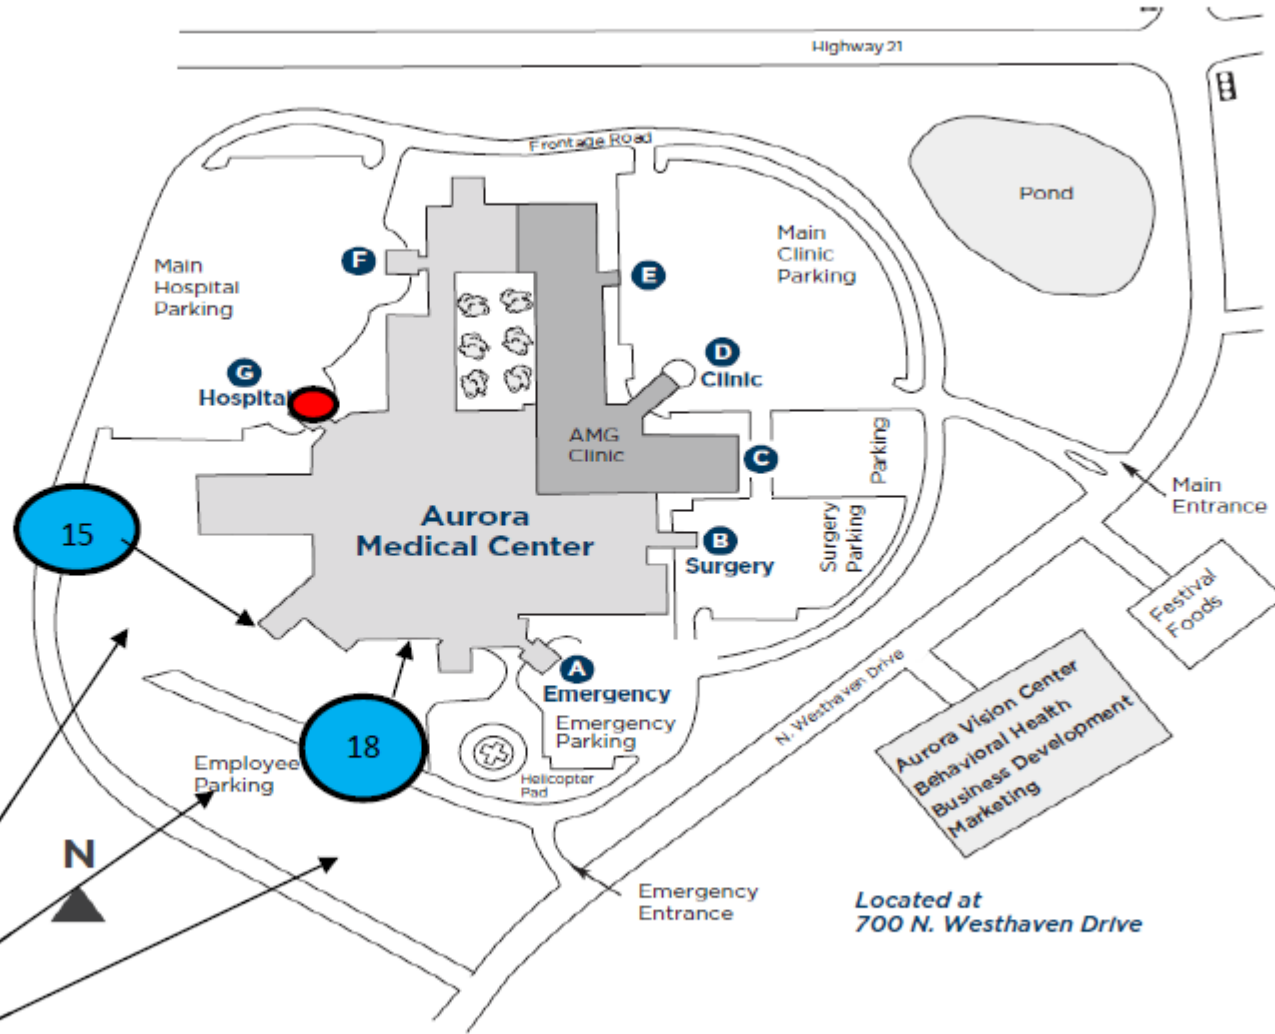 Highway 21
Frontage Road
Pond
Main
Clinic
Parking
F
E
Main
Hospital
Parking
D
Clinic
G
Hospital
AMG
Clinic
C
Parking
Main
Entrance
15
Aurora
Medical Center
B
Surgery
Surgery
Parking
Festival
Foods
A
Emergency
N. Westhaven Drive
Aurora Vision Center
Behavioral Health
Business Development
Marketing
18
Emergency
Parking
Employee
Parking
Helicopter
Pad
N
Emergency
Entrance
Located at
700 N. Westhaven Drive